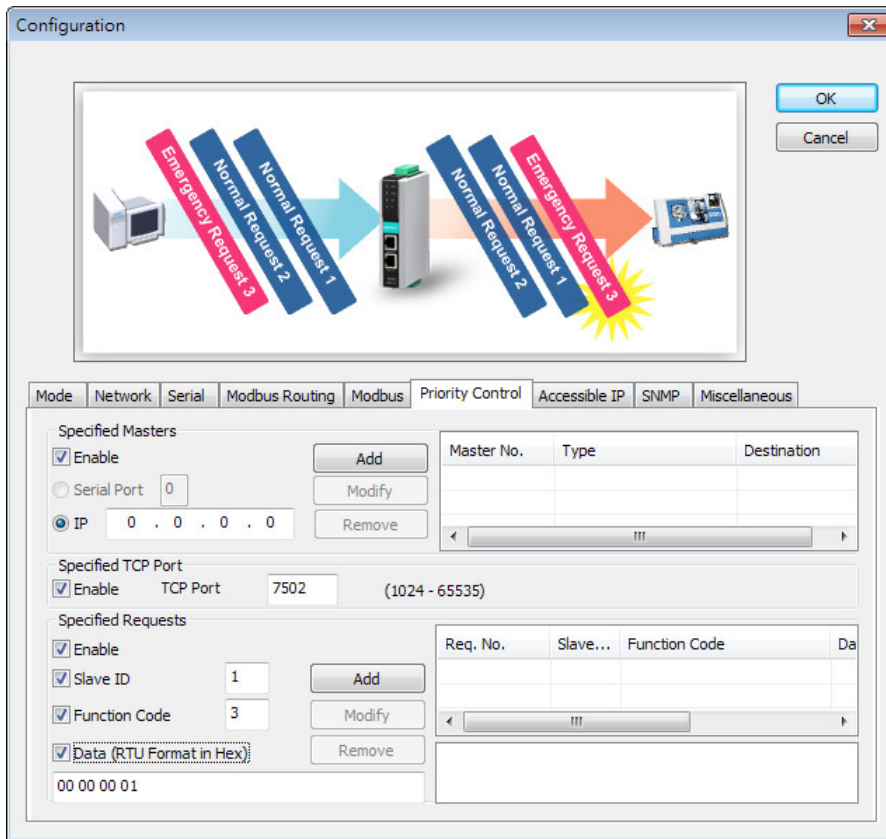 Configuration
OK
Cancel
Emergency Request 3
Normal Request 2
Normal Request 1
Normal Request 2
Normal Request 1
Emergency Request 3
Mode Network Serial Modbus Routing Modbus Priority Control Accessible IP SNMP Miscellaneous
Specified Masters
Enable
Add
Serial Port 0
Modify
IP 0 . 0 . 0 . 0
Remove
Master No. Type Destination
Specified TCP Port
Enable TCP Port 7502 (1024 - 65535)
Specified Requests
Enable
Slave ID 1 Add
Function Code 3 Modify
Data (RTU Format in Hex) Remove
00 00 00 01
Req. No. Slave... Function Code Da